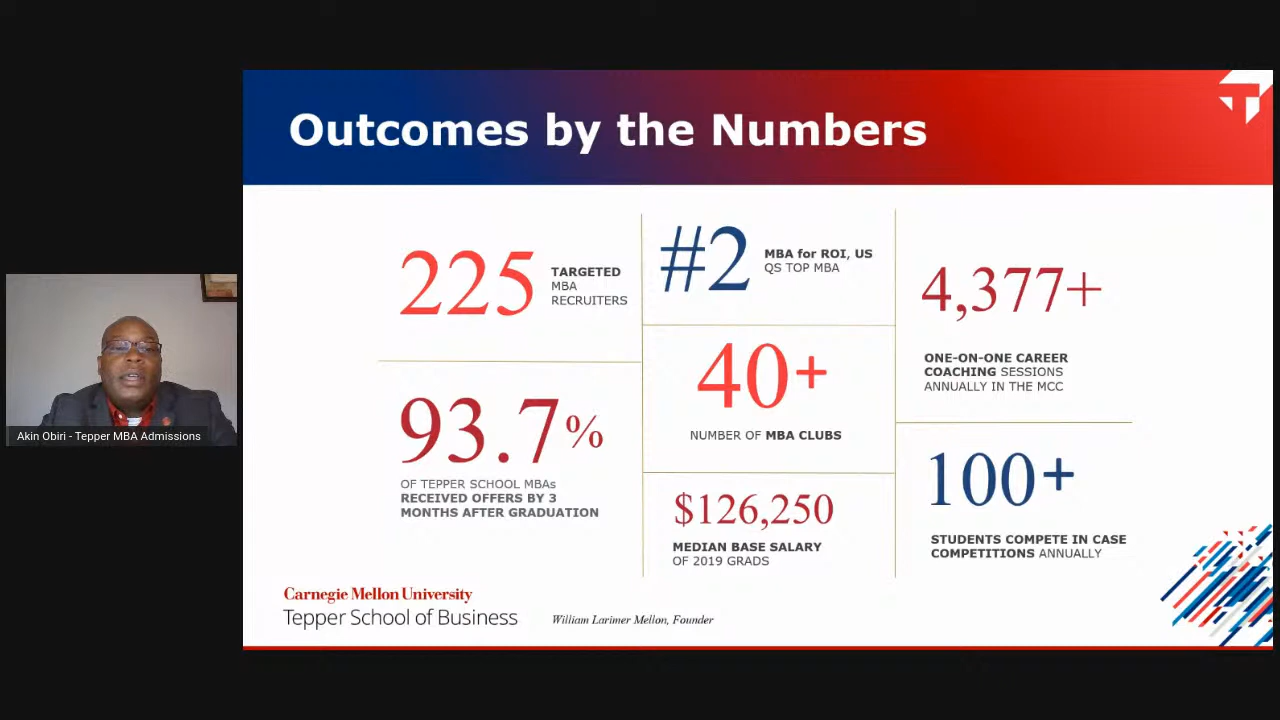 Outcomes by the Numbers
225
TARGETED
MBA
RECRUITERS
93.7%
OF TEPPER SCHOOL MBAs
RECEIVED OFFERS BY 3
MONTHS AFTER GRADUATION
#2
MBA for ROI, US
QS TOP MBA
40+
NUMBER OF MBA CLUBS
$126,250
MEDIAN BASE SALARY
OF 2019 GRADS
4,377+
ONE-ON-ONE CAREER
COACHING SESSIONS
ANNUALLY IN THE MCC
100+
STUDENTS COMPETE IN CASE
COMPETITIONS ANNUALLY
Akin Obiri - Tepper MBA Admissions
Carnegie Mellon University
Tepper School of Business
William Larimer Mellon, Founder